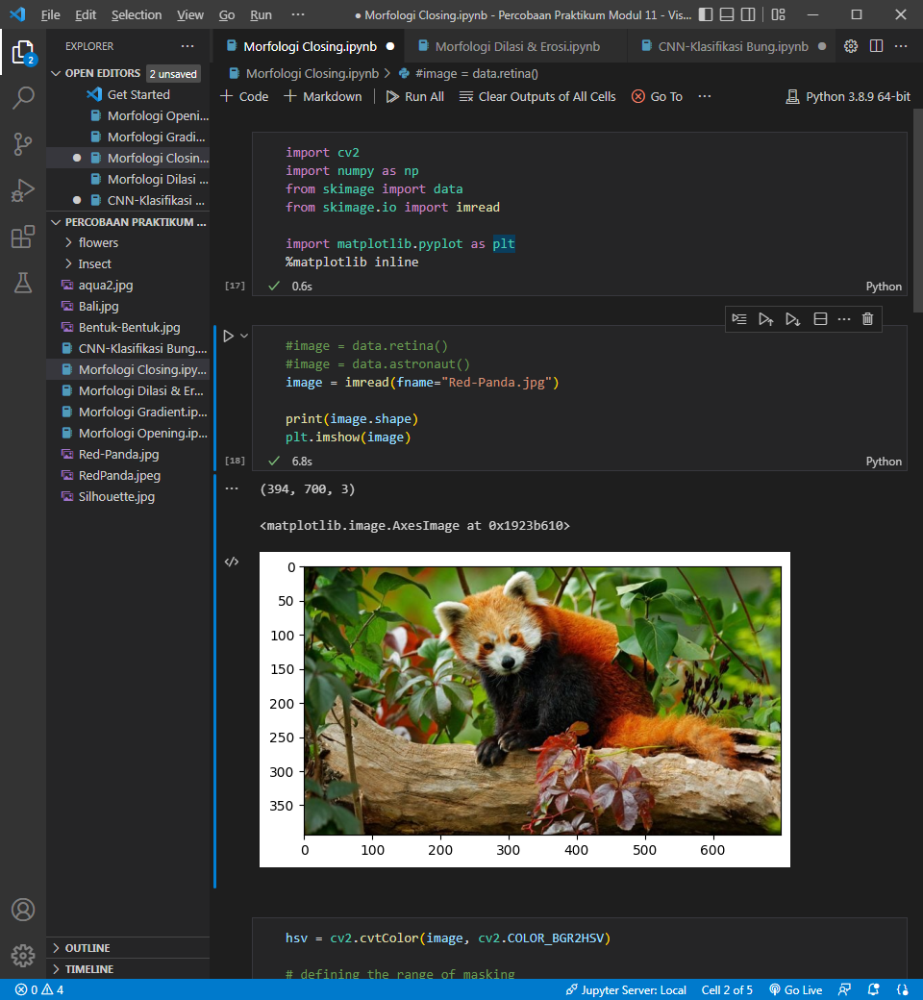 File Edit Selection View Go Run ··· ● Morfologi Closing.ipynb - Percobaan Praktikum Modul 11 - Vis...
EXPLORER ···
OPEN EDITORS 2 unsaved
Get Started
Morfologi Openi...
Morfologi Gradi...
● Morfologi Closin...
Morfologi Dilasi ...
● CNN-Klasifikasi ...
PERCOBAAN PRAKTIKUM ...
flowers
Insect
aqua2.jpg
Bali.jpg
Bentuk-Bentuk.jpg
CNN-Klasifikasi Bung....
Morfologi Closing.ipy...
Morfologi Dilasi & Er...
Morfologi Gradient.ip...
Morfologi Opening.ip...
Red-Panda.jpg
RedPanda.jpeg
Silhouette.jpg
OUTLINE
TIMELINE
2
Morfologi Closing.ipynb ● Morfologi Dilasi & Erosi.ipynb CNN-Klasifikasi Bung.ipynb ● ···
Morfologi Closing.ipynb > #image = data.retina()
+ Code + Markdown | Run All Clear Outputs of All Cells Go To ··· Python 3.8.9 64-bit
import cv2
import numpy as np
from skimage import data
from skimage.io import imread
import matplotlib.pyplot as plt
%matplotlib inline
[17] ✓ 0.6s Python
#image = data.retina()
#image = data.astronaut()
image = imread(fname="Red-Panda.jpg")
print(image.shape)
plt.imshow(image)
[18] ✓ 6.8s Python
(394, 700, 3)
<matplotlib.image.AxesImage at 0x1923b610>
0
50
100
150
200
250
300
350
0 100 200 300 400 500 600
hsv = cv2.cvtColor(image, cv2.COLOR_BGR2HSV)
# defining the range of masking
0 4 Jupyter Server: Local Cell 2 of 5 Go Live